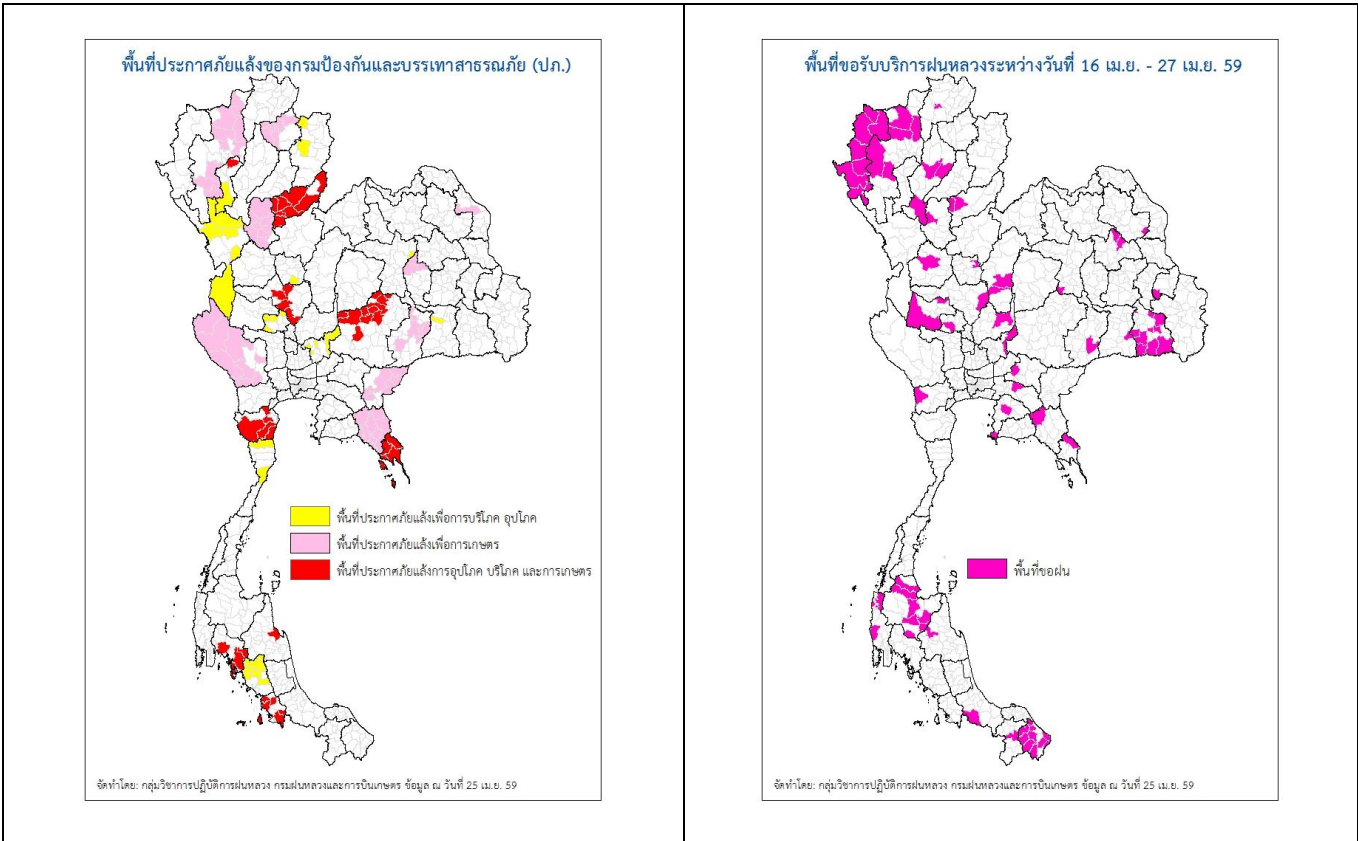 พื้นที่ประกาศภัยแล้งของกรมป้องกันและบรรเทาสาธรณภัย (ปภ.)
พื้นที่ประกาศภัยแล้งเพื่อการบริโภค อุปโภค
พื้นที่ประกาศภัยแล้งเพื่อการเกษตร
พื้นที่ประกาศภัยแล้งการอุปโภค บริโภค และการเกษตร
จัดทำโดย: กลุ่มวิชาการปฏิบัติการฝนหลวง กรมฝนหลวงและการบินเกษตร ข้อมูล ณ วันที่ 25 เม.ย. 59
พื้นที่ขอรับบริการฝนหลวงระหว่างวันที่ 16 เม.ย. - 27 เม.ย. 59
พื้นที่ขอฝน
จัดทำโดย: กลุ่มวิชาการปฏิบัติการฝนหลวง กรมฝนหลวงและการบินเกษตร ข้อมูล ณ วันที่ 25 เม.ย. 59